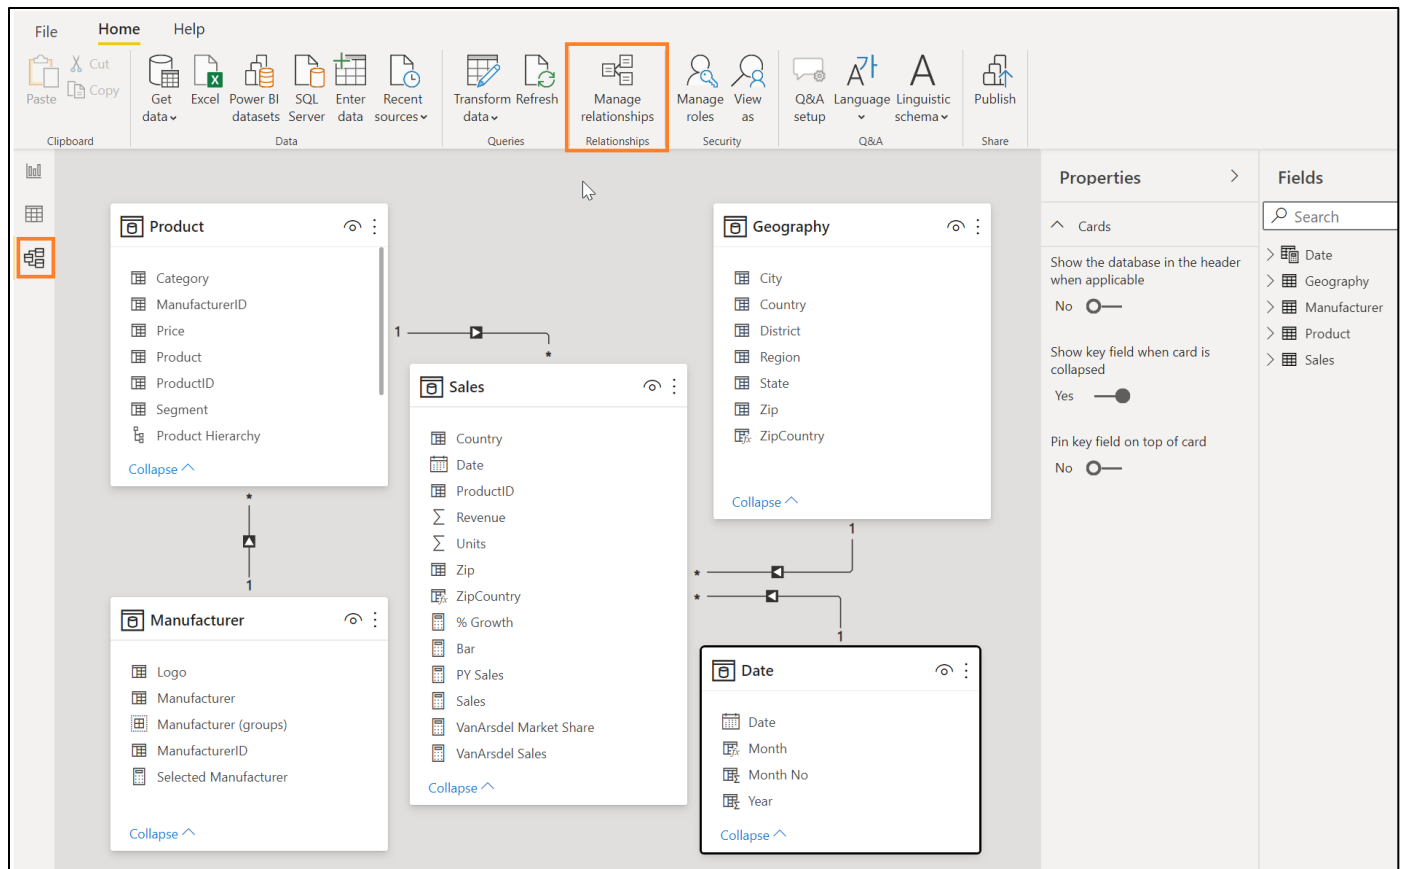 File
Home
Help
Paste
Cut
Copy
Clipboard
Get data
Excel
Power BI datasets
SQL Server
Enter data
Recent sources
Data
Transform data
Refresh
Queries
Manage relationships
Relationships
Manage roles
View as
Security
Q&A setup
Language
Linguistic schema
Q&A
Publish
Share
Product
Category
ManufacturerID
Price
Product
ProductID
Segment
Product Hierarchy
Collapse
1
*
*
1
Manufacturer
Logo
Manufacturer
Manufacturer (groups)
ManufacturerID
Selected Manufacturer
Collapse
Sales
Country
Date
ProductID
Revenue
Units
Zip
ZipCountry
% Growth
Bar
PY Sales
Sales
VanArsdel Market Share
VanArsdel Sales
Collapse
Geography
City
Country
District
Region
State
Zip
ZipCountry
Collapse
1
*
*
1
Date
Date
Month
Month No
Year
Collapse
Properties
Cards
Show the database in the header
when applicable
No
Show key field when card is
collapsed
Yes
Pin key field on top of card
No
Fields
Search
Date
Geography
Manufacturer
Product
Sales